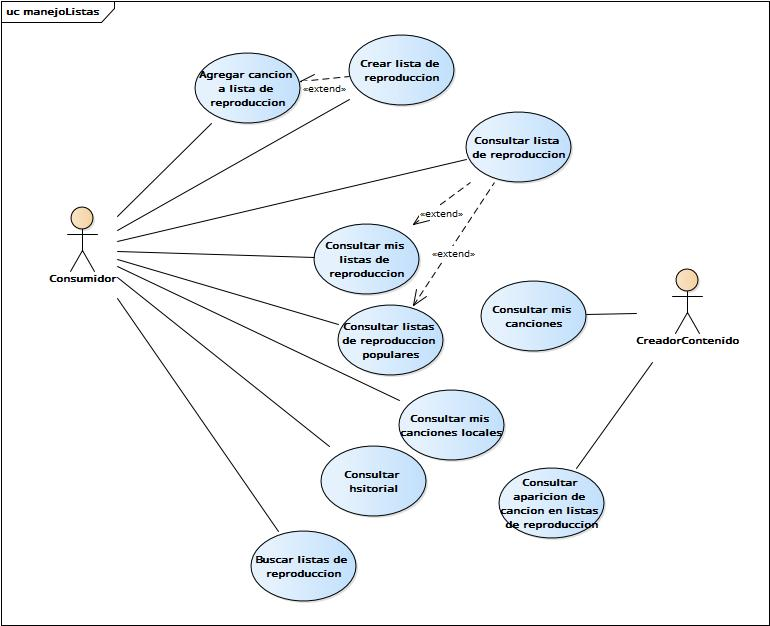 uc manejoListas
Agregar cancion
a lista de
reproduccion
«extend»
Crear lista de
reproduccion
Consultar lista
de reproduccion
«extend»
«extend»
Consumidor
Consultar mis
listas de
reproduccion
Consultar listas
de reproduccion
populares
Consultar mis
canciones
CreadorContenido
Consultar mis
canciones locales
Consultar
hsitorial
Consultar
aparicion de
cancion en listas
de reproduccion
Buscar listas de
reproduccion